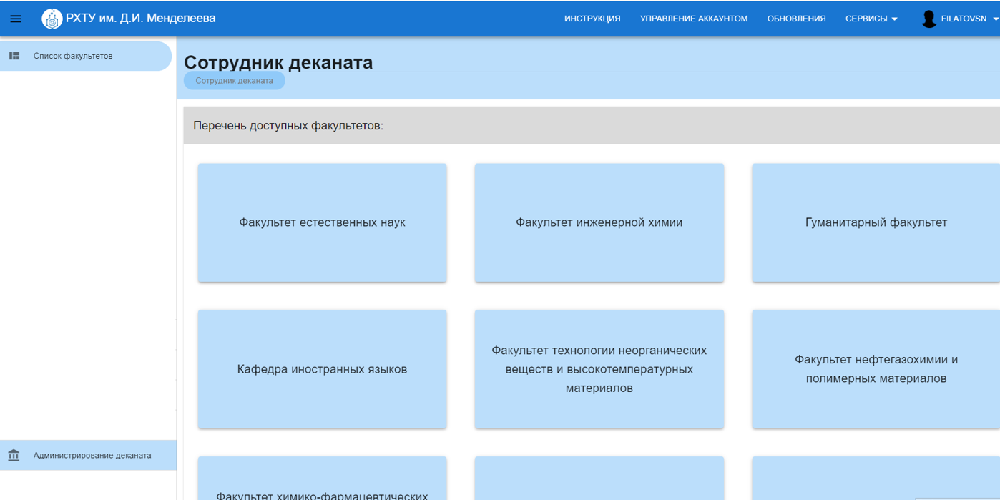 РХТУ им. Д.И. Менделеева
ИНСТРУКЦИЯ
УПРАВЛЕНИЕ АККАУНТОМ
ОБНОВЛЕНИЯ
СЕРВИСЫ
FILATOVSN
Список факультетов
Администрирование деканата
Сотрудник деканата
Сотрудник деканата
Перечень доступных факультетов:
Факультет естественных наук
Факультет инженерной химии
Гуманитарный факультет
Кафедра иностранных языков
Факультет технологии неорганических
веществ и высокотемпературных
материалов
Факультет нефтегазохимии и
полимерных материалов
Факультет химико-фармацевтических